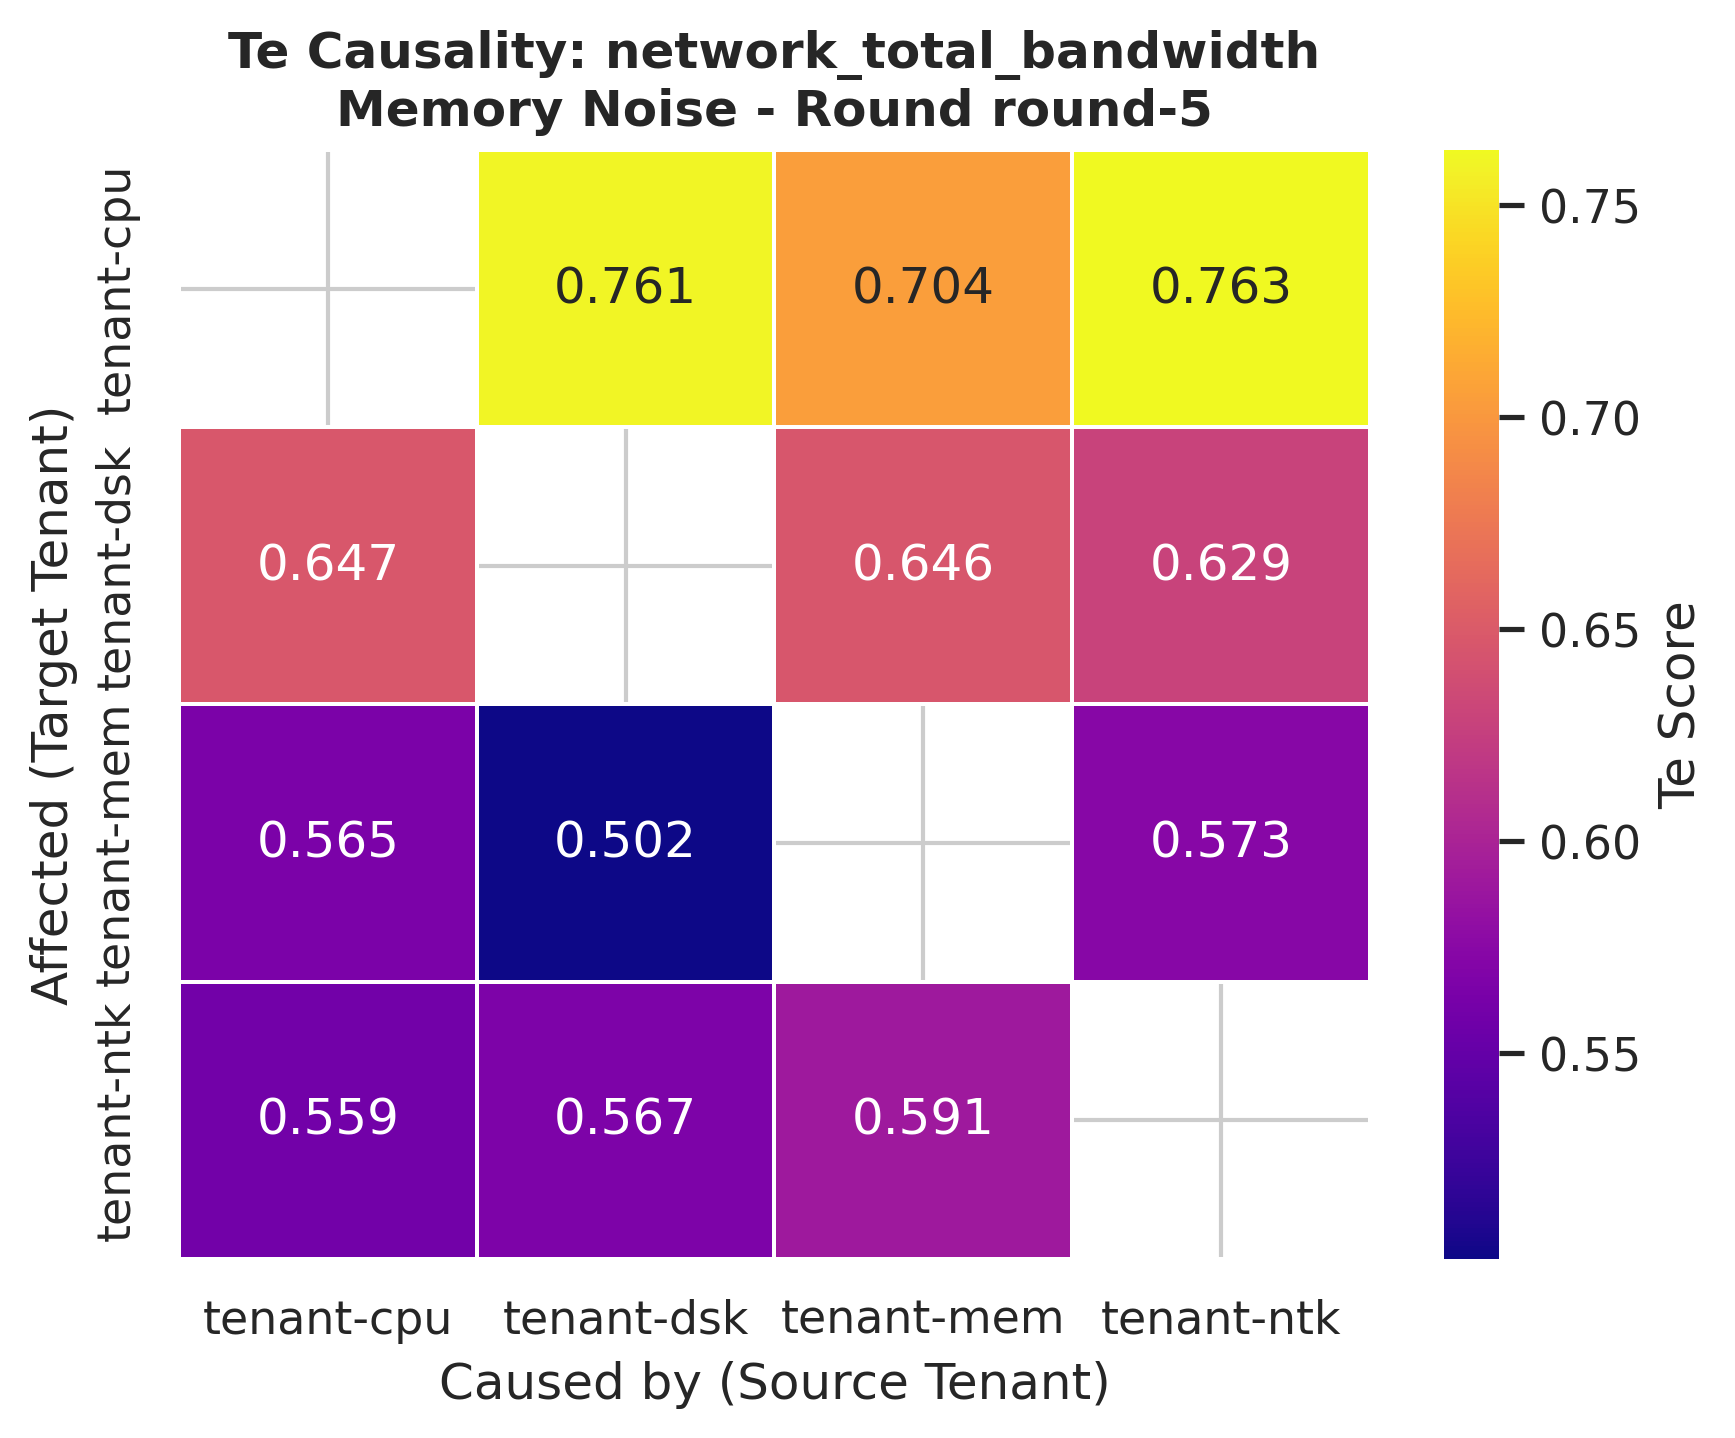 Te Causality: network_total_bandwidth
Memory Noise - Round round-5
Affected (Target Tenant)
tenant-cpu
0.761
0.704
0.763
tenant-dsk
0.647
0.646
0.629
tenant-mem
0.565
0.502
0.573
tenant-ntk
0.559
0.567
0.591
tenant-cpu
tenant-dsk
tenant-mem
tenant-ntk
Caused by (Source Tenant)
0.75
0.70
0.65
0.60
0.55
Te Score